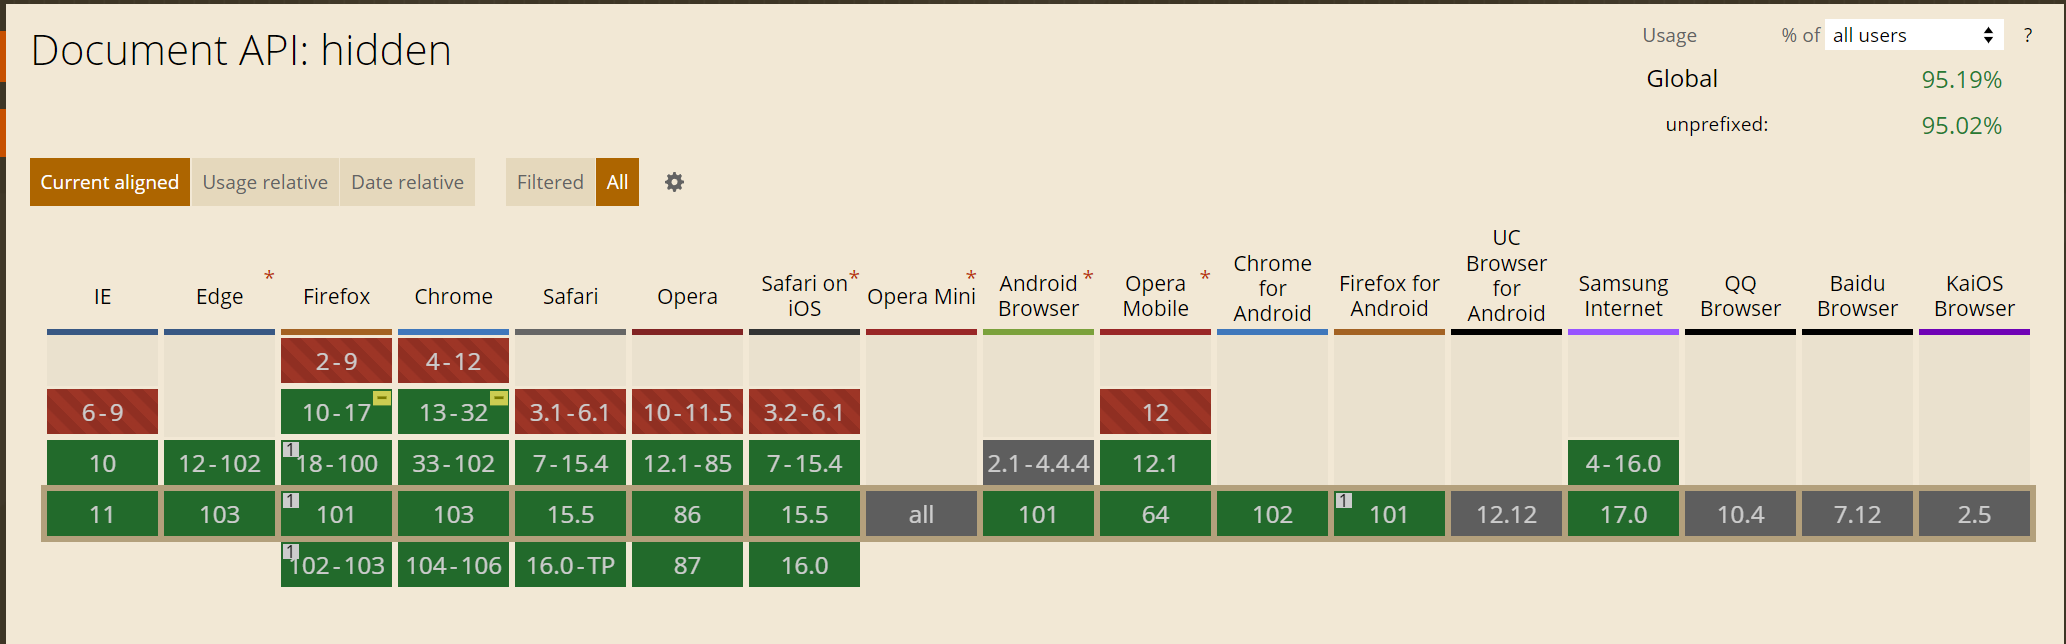 Document API: hidden
Usage % of all users ?
Global 95.19%
unprefixed: 95.02%
Current aligned Usage relative Date relative Filtered All
IE
Edge *
Firefox
Chrome
Safari
Opera
Safari on *
iOS
Opera Mini *
Android *
Browser
Opera *
Mobile
Chrome
for
Android
Firefox for
Android
UC
Browser
for
Android
Samsung
Internet
QQ
Browser
Baidu
Browser
KaiOS
Browser
2-9 4-12
6-9 10-17 13-32 3.1-6.1 10-11.5 3.2-6.1 12
10 12-102 1 18-100 33-102 7-15.4 12.1-85 7-15.4 2.1-4.4.4 12.1 4-16.0
11 103 1 101 103 15.5 86 15.5 all 101 64 102 1 101 12.12 17.0 10.4 7.12 2.5
1 102-103 104-106 16.0-TP 87 16.0